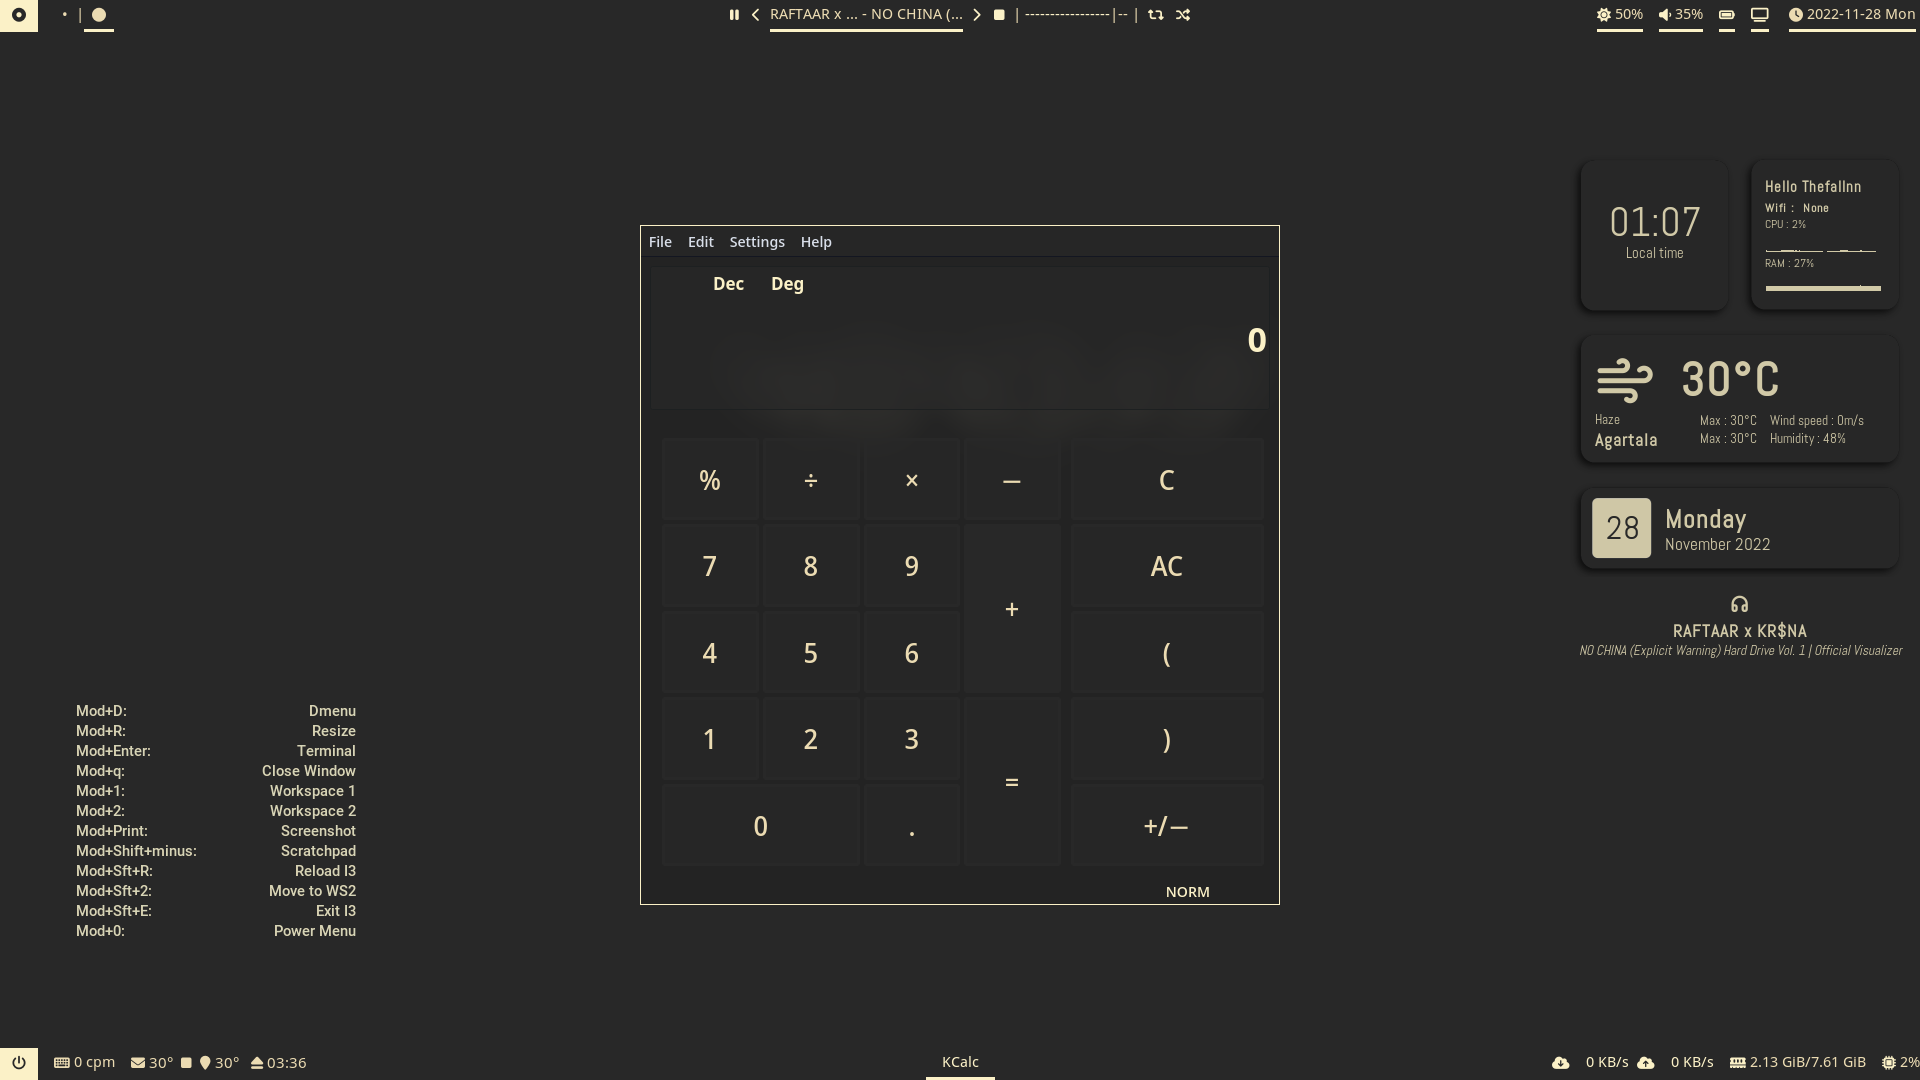 50% 35% 2022-11-28 Mon
RAFTAAR x ... - NO CHINA (... | -----------------|-- |
File Edit Settings Help
Dec Deg
0
% ÷ × − C
7 8 9 AC
+
4 5 6 (
1 2 3 )
=
0 . +/−
NORM
01:07
Local time
Hello Thefallnn
Wifi : None
CPU : 2%
RAM : 27%
30°C
Haze Max : 30°C Wind speed : 0m/s
Agartala Max : 30°C Humidity : 48%
28 Monday
November 2022
RAFTAAR x KR$NA
NO CHINA (Explicit Warning) Hard Drive Vol. 1 | Official Visualizer
Mod+D: Dmenu
Mod+R: Resize
Mod+Enter: Terminal
Mod+q: Close Window
Mod+1: Workspace 1
Mod+2: Workspace 2
Mod+Print: Screenshot
Mod+Shift+minus: Scratchpad
Mod+Sft+R: Reload I3
Mod+Sft+2: Move to WS2
Mod+Sft+E: Exit I3
Mod+0: Power Menu
0 cpm 30° 30° 03:36
KCalc
0 KB/s 0 KB/s 2.13 GiB/7.61 GiB 2%